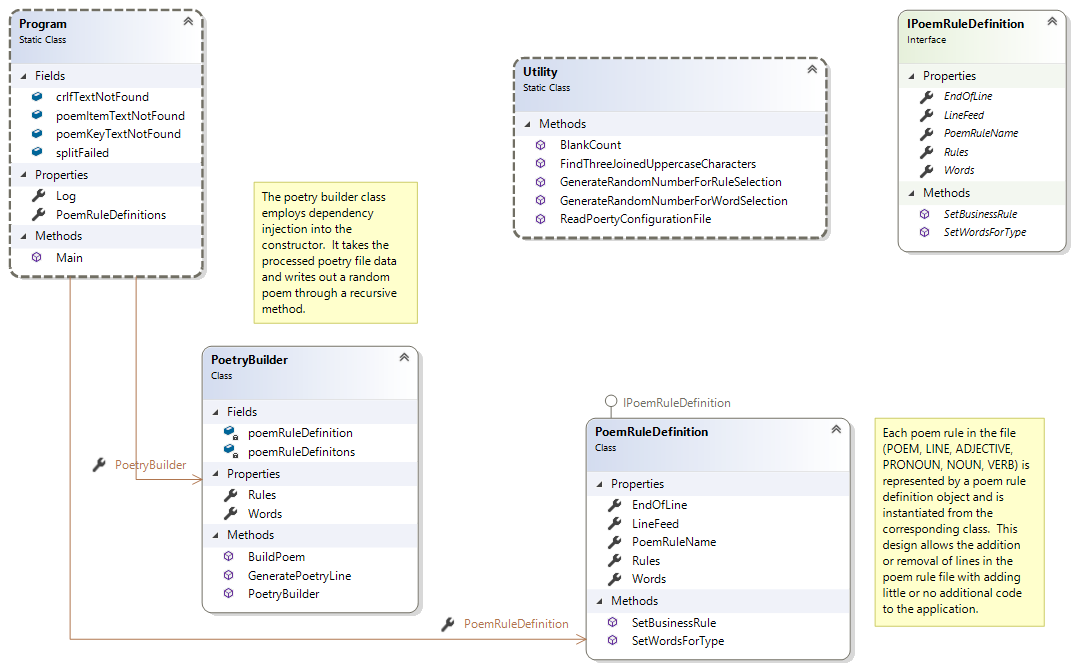 Program
Static Class
Fields
crlfTextNotFound
poemItemTextNotFound
poemKeyTextNotFound
splitFailed
Properties
Log
PoemRuleDefinitions
Methods
Main
Utility
Static Class
Methods
BlankCount
FindThreeJoinedUppercaseCharacters
GenerateRandomNumberForRuleSelection
GenerateRandomNumberForWordSelection
ReadPoertyConfigurationFile
IPoemRuleDefinition
Interface
Properties
EndOfLine
LineFeed
PoemRuleName
Rules
Words
Methods
SetBusinessRule
SetWordsForType
The poetry builder class
employs dependency
injection into the
constructor. It takes the
processed poetry file data
and writes out a random
poem through a recursive
method.
PoetryBuilder
PoetryBuilder
Class
Fields
poemRuleDefinition
poemRuleDefinitons
Properties
Rules
Words
Methods
BuildPoem
GeneratePoetryLine
PoetryBuilder
PoemRuleDefinition
IPoemRuleDefinition
PoemRuleDefinition
Class
Properties
EndOfLine
LineFeed
PoemRuleName
Rules
Words
Methods
SetBusinessRule
SetWordsForType
Each poem rule in the file
(POEM, LINE, ADJECTIVE,
PRONOUN, NOUN, VERB) is
represented by a poem rule
definition object and is
instantiated from the
corresponding class. This
design allows the addition
or removal of lines in the
poem rule file with adding
little or no additional code
to the application.